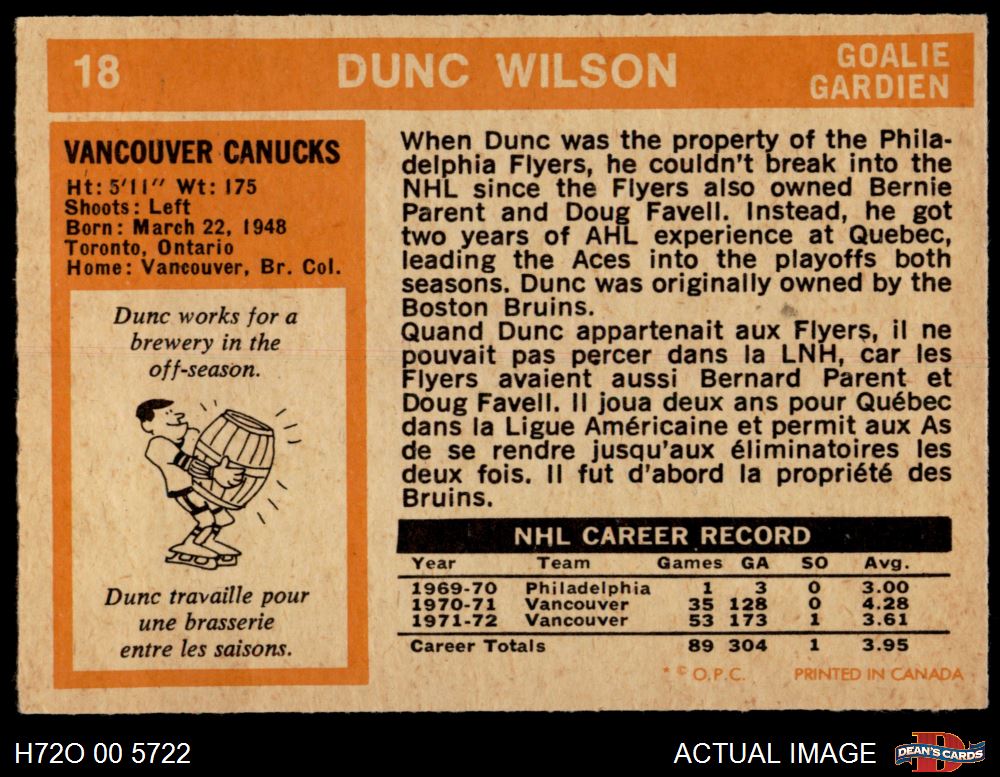 18
DUNC WILSON
GOALIE
GARDIEN
VANCOUVER CANUCKS
Ht: 5'11" Wt: 175
Shoots: Left
Born: March 22, 1948
Toronto, Ontario
Home: Vancouver, Br. Col.
Dunc works for a
brewery in the
off-season.
Dunc travaille pour
une brasserie
entre les saisons.
When Dunc was the property of the Phila-
delphia Flyers, he couldn't break into the
NHL since the Flyers also owned Bernie
Parent and Doug Favell. Instead, he got
two years of AHL experience at Quebec,
leading the Aces into the playoffs both
seasons. Dunc was originally owned by the
Boston Bruins.
Quand Dunc appartenait aux Flyers, il ne
pouvait pas percer dans la LNH, car les
Flyers avaient aussi Bernard Parent et
Doug Favell. Il joua deux ans pour Québec
dans la Ligue Américaine et permit aux As
de se rendre jusqu'aux éliminatoires les
deux fois. Il fut d'abord la propriété des
Bruins.
NHL CAREER RECORD
Year Team Games GA SO Avg.
1969-70 Philadelphia 1 3 0 3.00
1970-71 Vancouver 35 128 0 4.28
1971-72 Vancouver 53 173 1 3.61
Career Totals 89 304 1 3.95
* © O.P.C. PRINTED IN CANADA
H72O 00 5722
ACTUAL IMAGE
D
DEAN'S CARDS